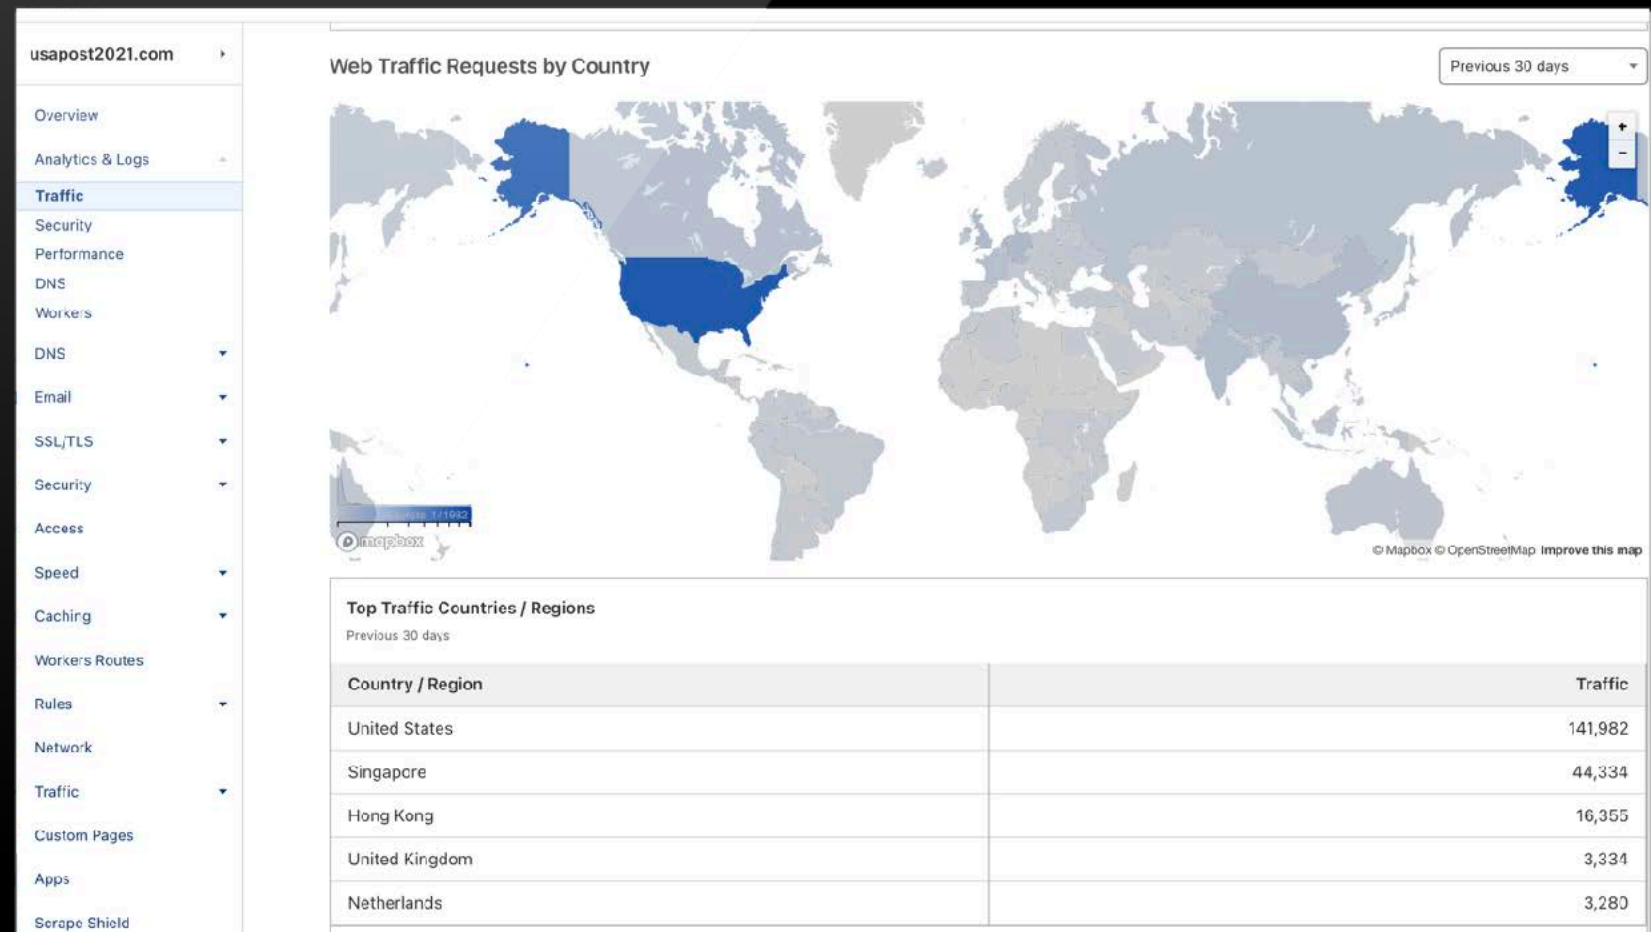 usapost2021.com
Overview
Analytics & Logs
Traffic
Security
Performance
DNS
Workers
DNS
Email
SSL/TLS
Security
Access
Speed
Caching
Workers Routes
Rules
Network
Traffic
Custom Pages
Apps
Scrape Shield
Web Traffic Requests by Country
Previous 30 days
+
−
mapbox
© Mapbox © OpenStreetMap Improve this map
Top Traffic Countries / Regions
Previous 30 days
Country / Region Traffic
United States 141,982
Singapore 44,334
Hong Kong 16,355
United Kingdom 3,334
Netherlands 3,280